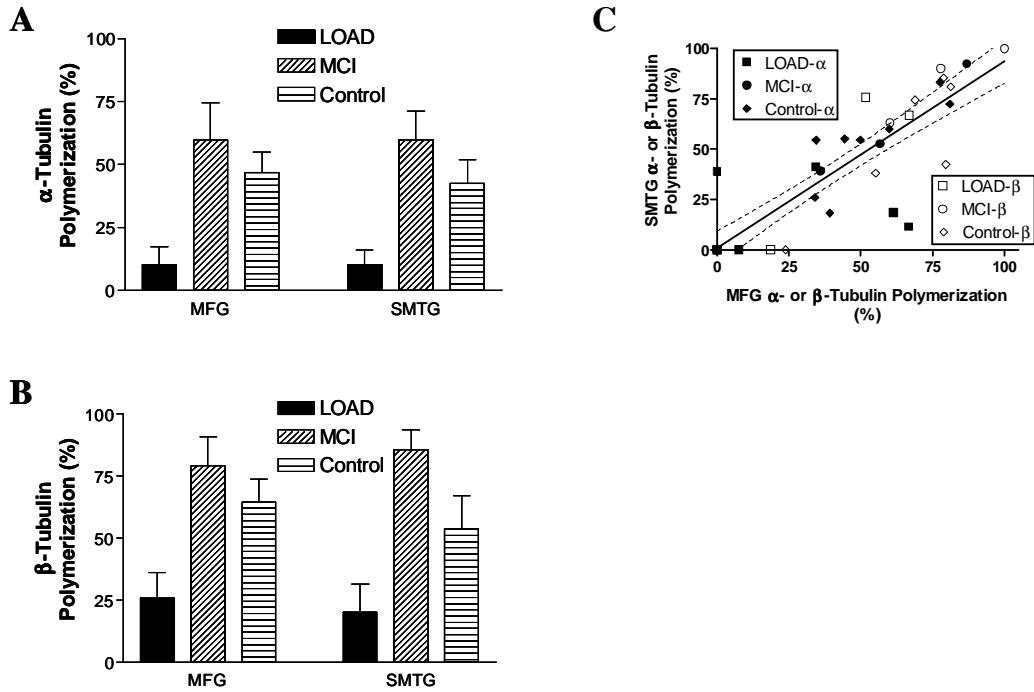 A
α-Tubulin
Polymerization (%)
100
75
50
25
0
LOAD
MCI
Control
MFG
SMTG
B
β-Tubulin
Polymerization (%)
100
75
50
25
0
LOAD
MCI
Control
MFG
SMTG
C
SMTG α- or β-Tubulin
Polymerization
(%)
100
75
50
25
0
LOAD-α
MCI-α
Control-α
LOAD-β
MCI-β
Control-β
0
25
50
75
100
MFG α- or β-Tubulin Polymerization
(%)